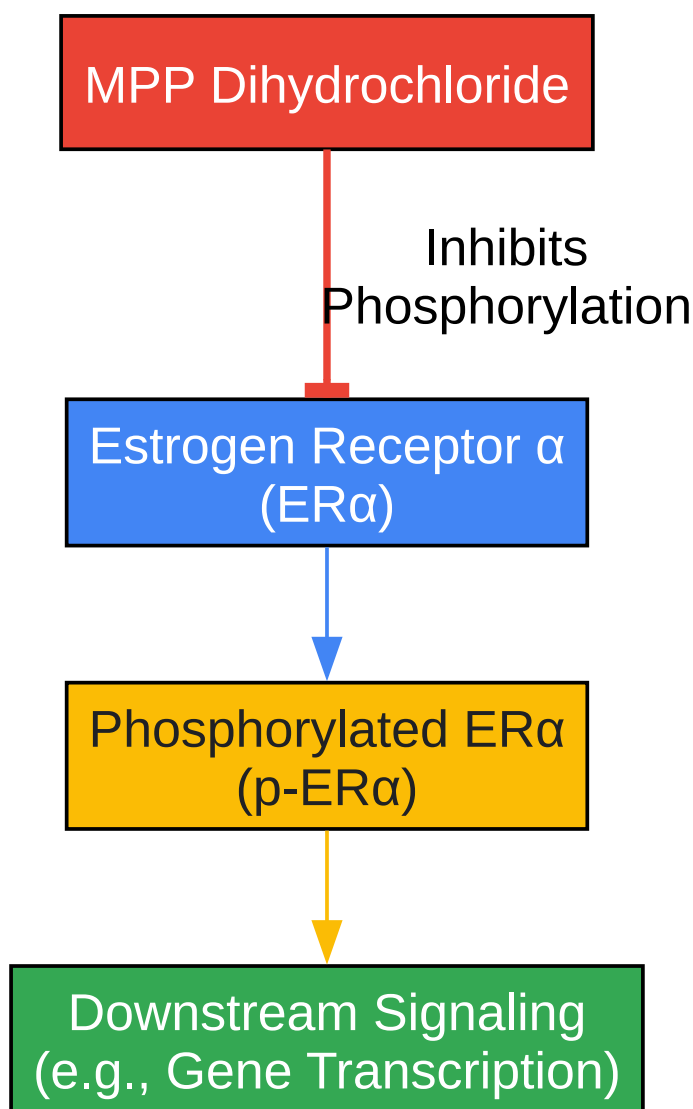 MPP Dihydrochloride
Inhibits
Phosphorylation
Estrogen Receptor α
(ERα)
Phosphorylated ERα
(p-ERα)
Downstream Signaling
(e.g., Gene Transcription)